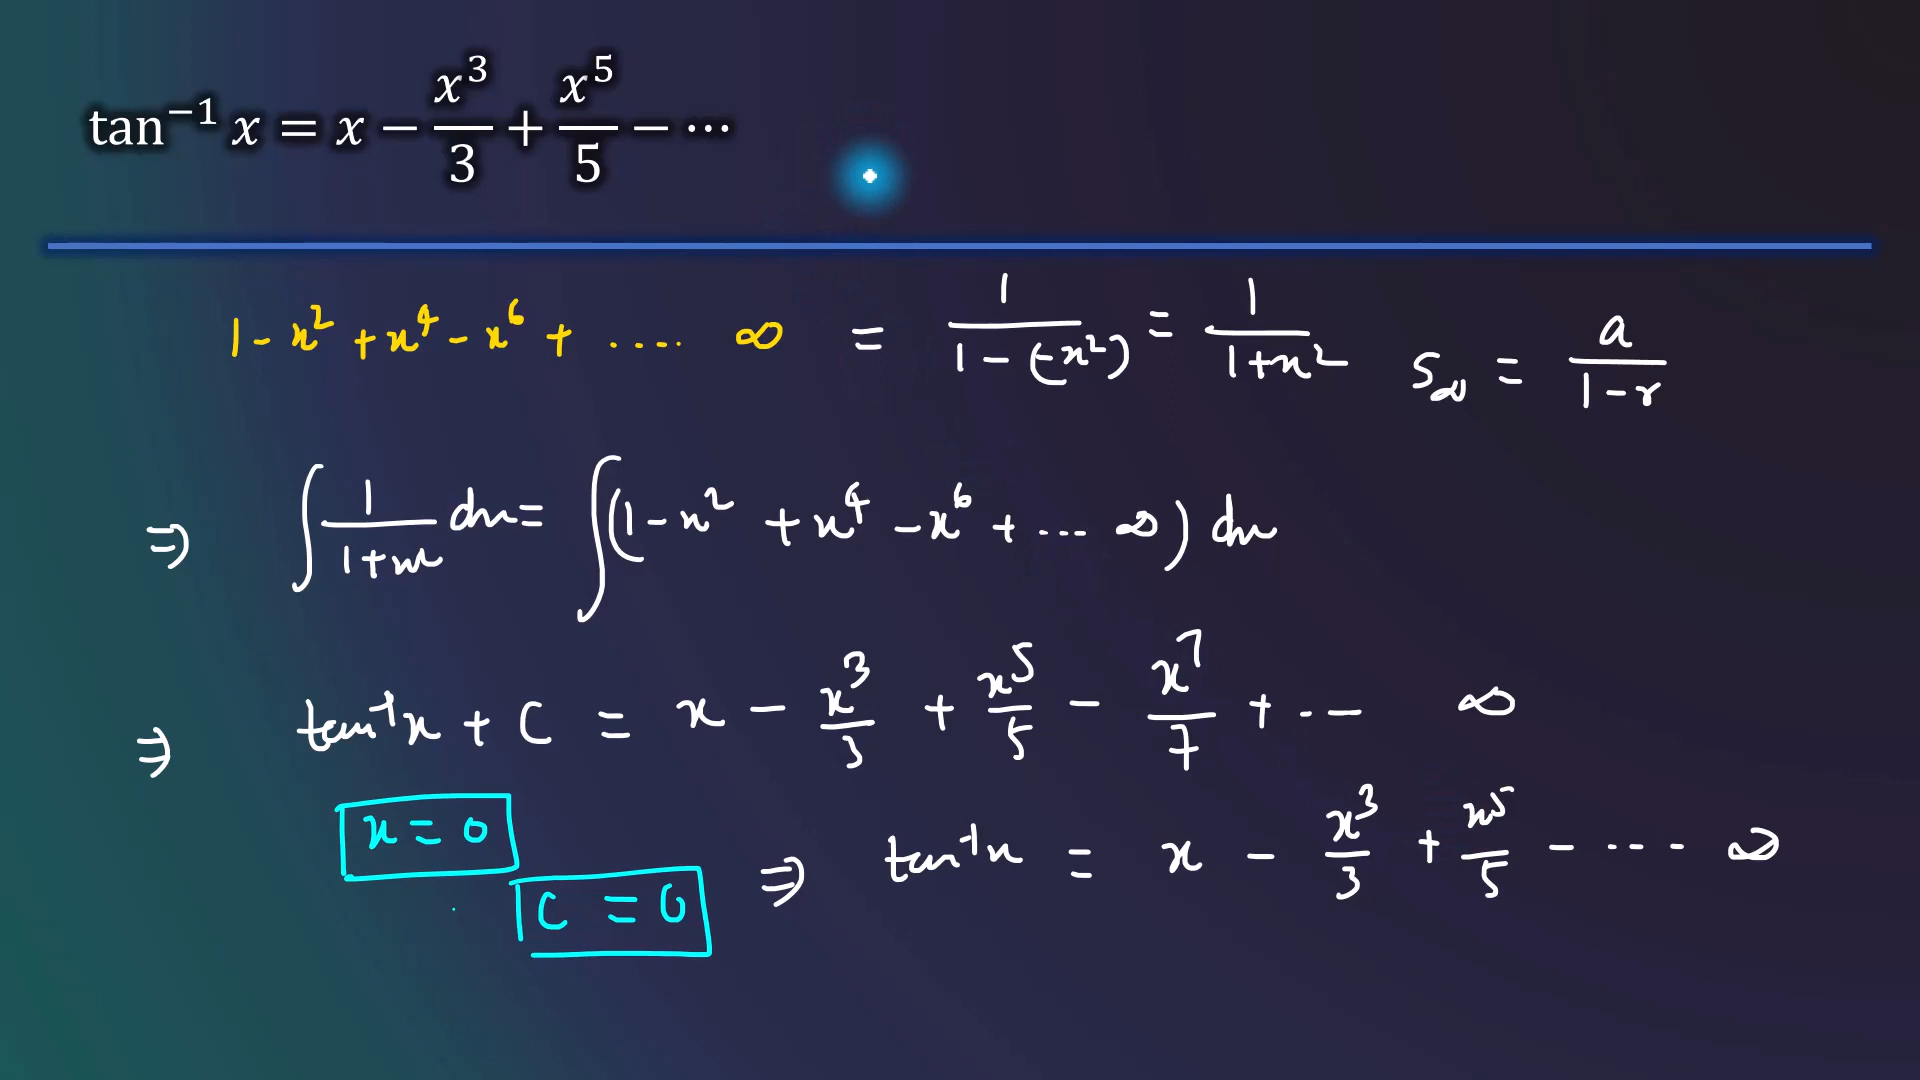 tan⁻¹ x = x − x³/3 + x⁵/5 − ⋯
1 - x² + x⁴ - x⁶ + ..... ∞ = 1/(1 - (-x²)) = 1/(1+x²) S∞ = a/(1-r)
⇒ ∫ 1/(1+x²) dx = ∫ (1 - x² + x⁴ - x⁶ + ... ∞) dx
⇒ tan⁻¹x + C = x - x³/3 + x⁵/5 - x⁷/7 + ... ∞
x = 0
C = 0 ⇒ tan⁻¹x = x - x³/3 + x⁵/5 - .... ∞